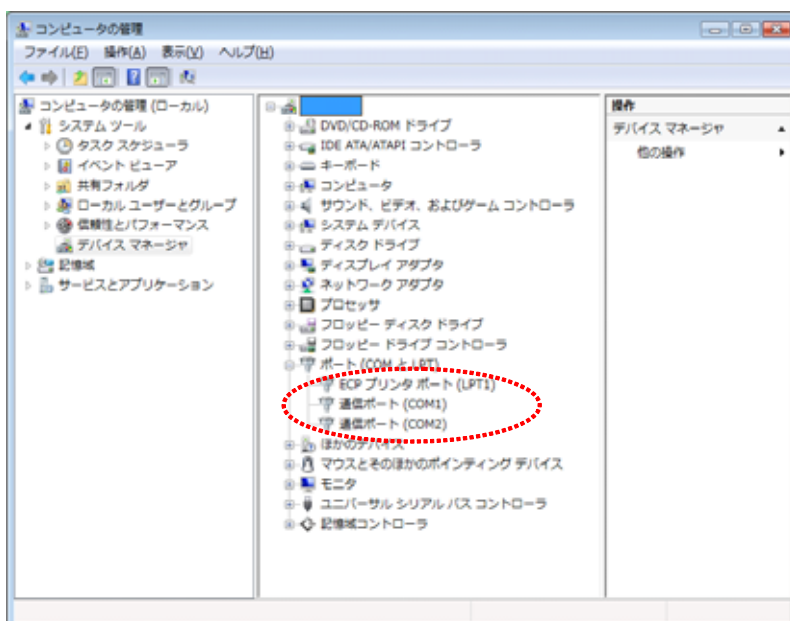 コンピュータの管理
ファイル(F) 操作(A) 表示(V) ヘルプ(H)
コンピュータの管理 (ローカル)
システム ツール
タスク スケジューラ
イベント ビューア
共有フォルダ
ローカル ユーザーとグループ
信頼性とパフォーマンス
デバイス マネージャ
記憶域
サービスとアプリケーション
DVD/CD-ROM ドライブ
IDE ATA/ATAPI コントローラ
キーボード
コンピュータ
サウンド、ビデオ、およびゲーム コントローラ
システム デバイス
ディスク ドライブ
ディスプレイ アダプタ
ネットワーク アダプタ
プロセッサ
フロッピー ディスク ドライブ
フロッピー ドライブ コントローラ
ポート (COM と LPT)
ECP プリンタ ポート (LPT1)
通信ポート (COM1)
通信ポート (COM2)
ほかのデバイス
マウスとそのほかのポインティング デバイス
モニタ
ユニバーサル シリアル バス コントローラ
記憶域コントローラ
操作
デバイス マネージャ
他の操作